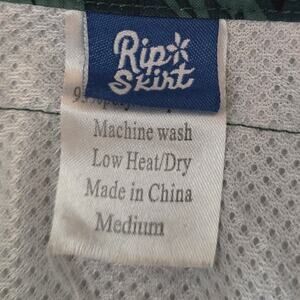 Rip
Skirt
Machine wash
Low Heat/Dry
Made in China
Medium